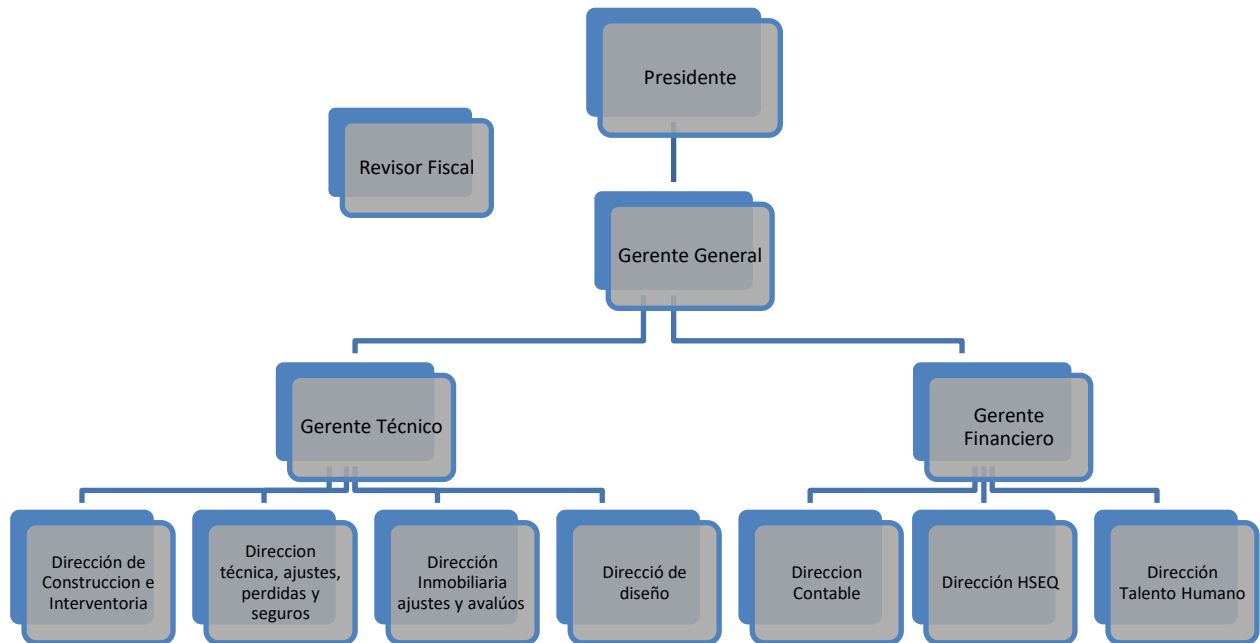 Presidente
Revisor Fiscal
Gerente General
Gerente Técnico
Gerente
Financiero
Dirección de
Construccion e
Interventoria
Direccion
técnica, ajustes,
perdidas y
seguros
Dirección
Inmobiliaria
ajustes y avalúos
Direcció de
diseño
Direccion
Contable
Dirección HSEQ
Dirección
Talento Humano